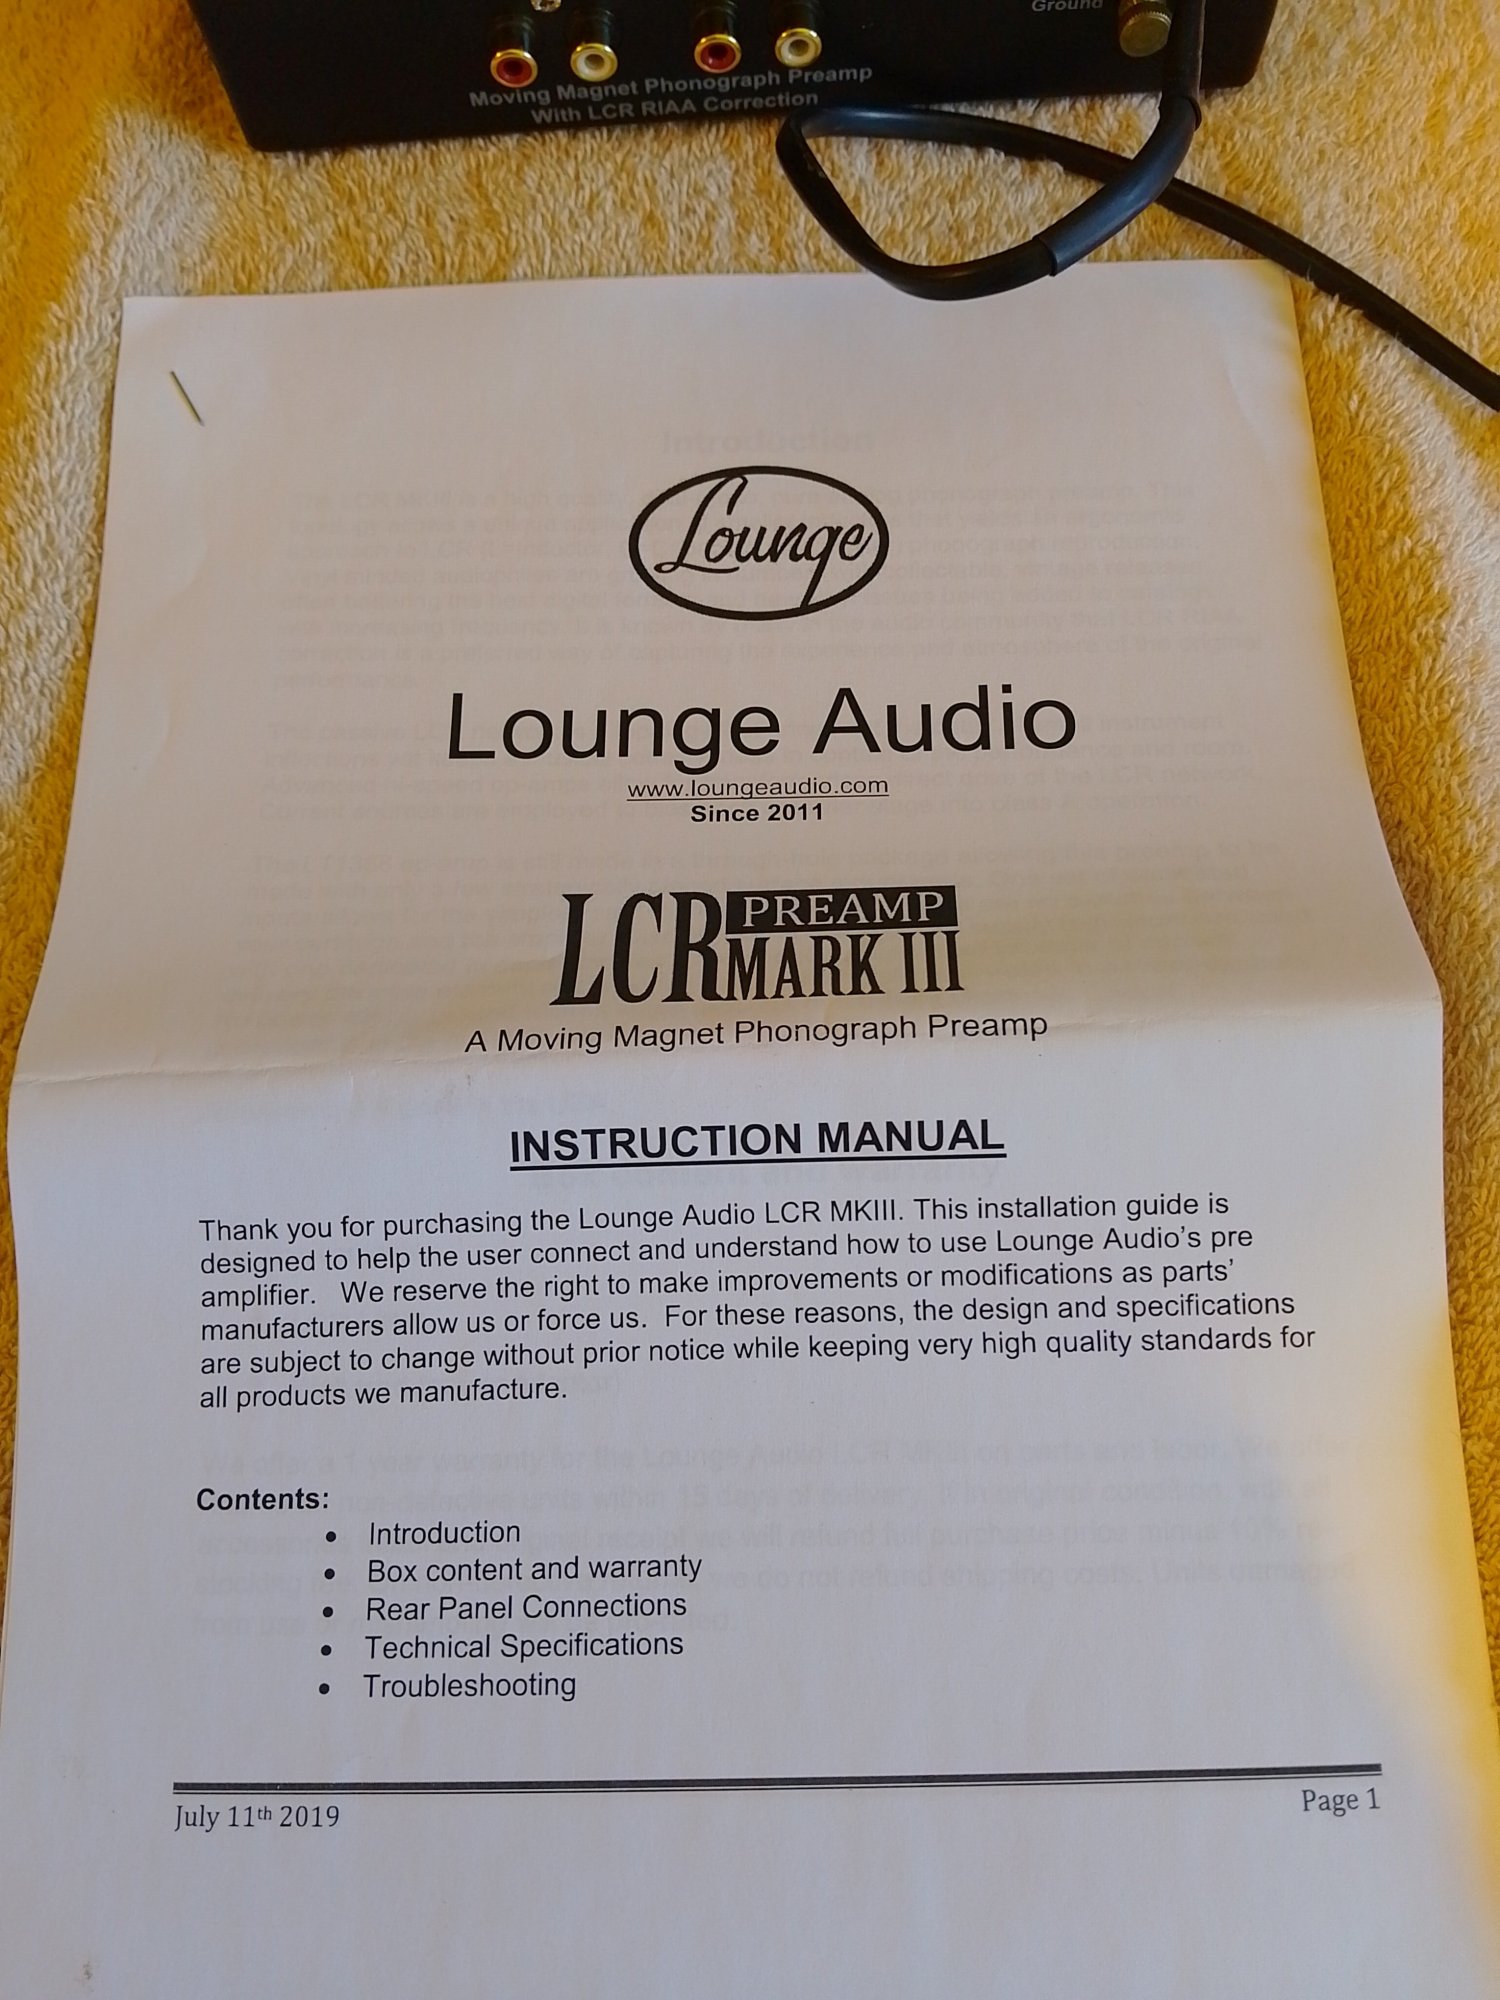 Ground
Moving Magnet Phonograph Preamp
With LCR RIAA Correction
Lounge
Lounge Audio
www.loungeaudio.com
Since 2011
LCR PREAMP
MARK III
A Moving Magnet Phonograph Preamp
INSTRUCTION MANUAL
Thank you for purchasing the Lounge Audio LCR MKIII. This installation guide is
designed to help the user connect and understand how to use Lounge Audio's pre
amplifier. We reserve the right to make improvements or modifications as parts'
manufacturers allow us or force us. For these reasons, the design and specifications
are subject to change without prior notice while keeping very high quality standards for
all products we manufacture.
Contents:
• Introduction
• Box content and warranty
• Rear Panel Connections
• Technical Specifications
• Troubleshooting
July 11th 2019
Page 1